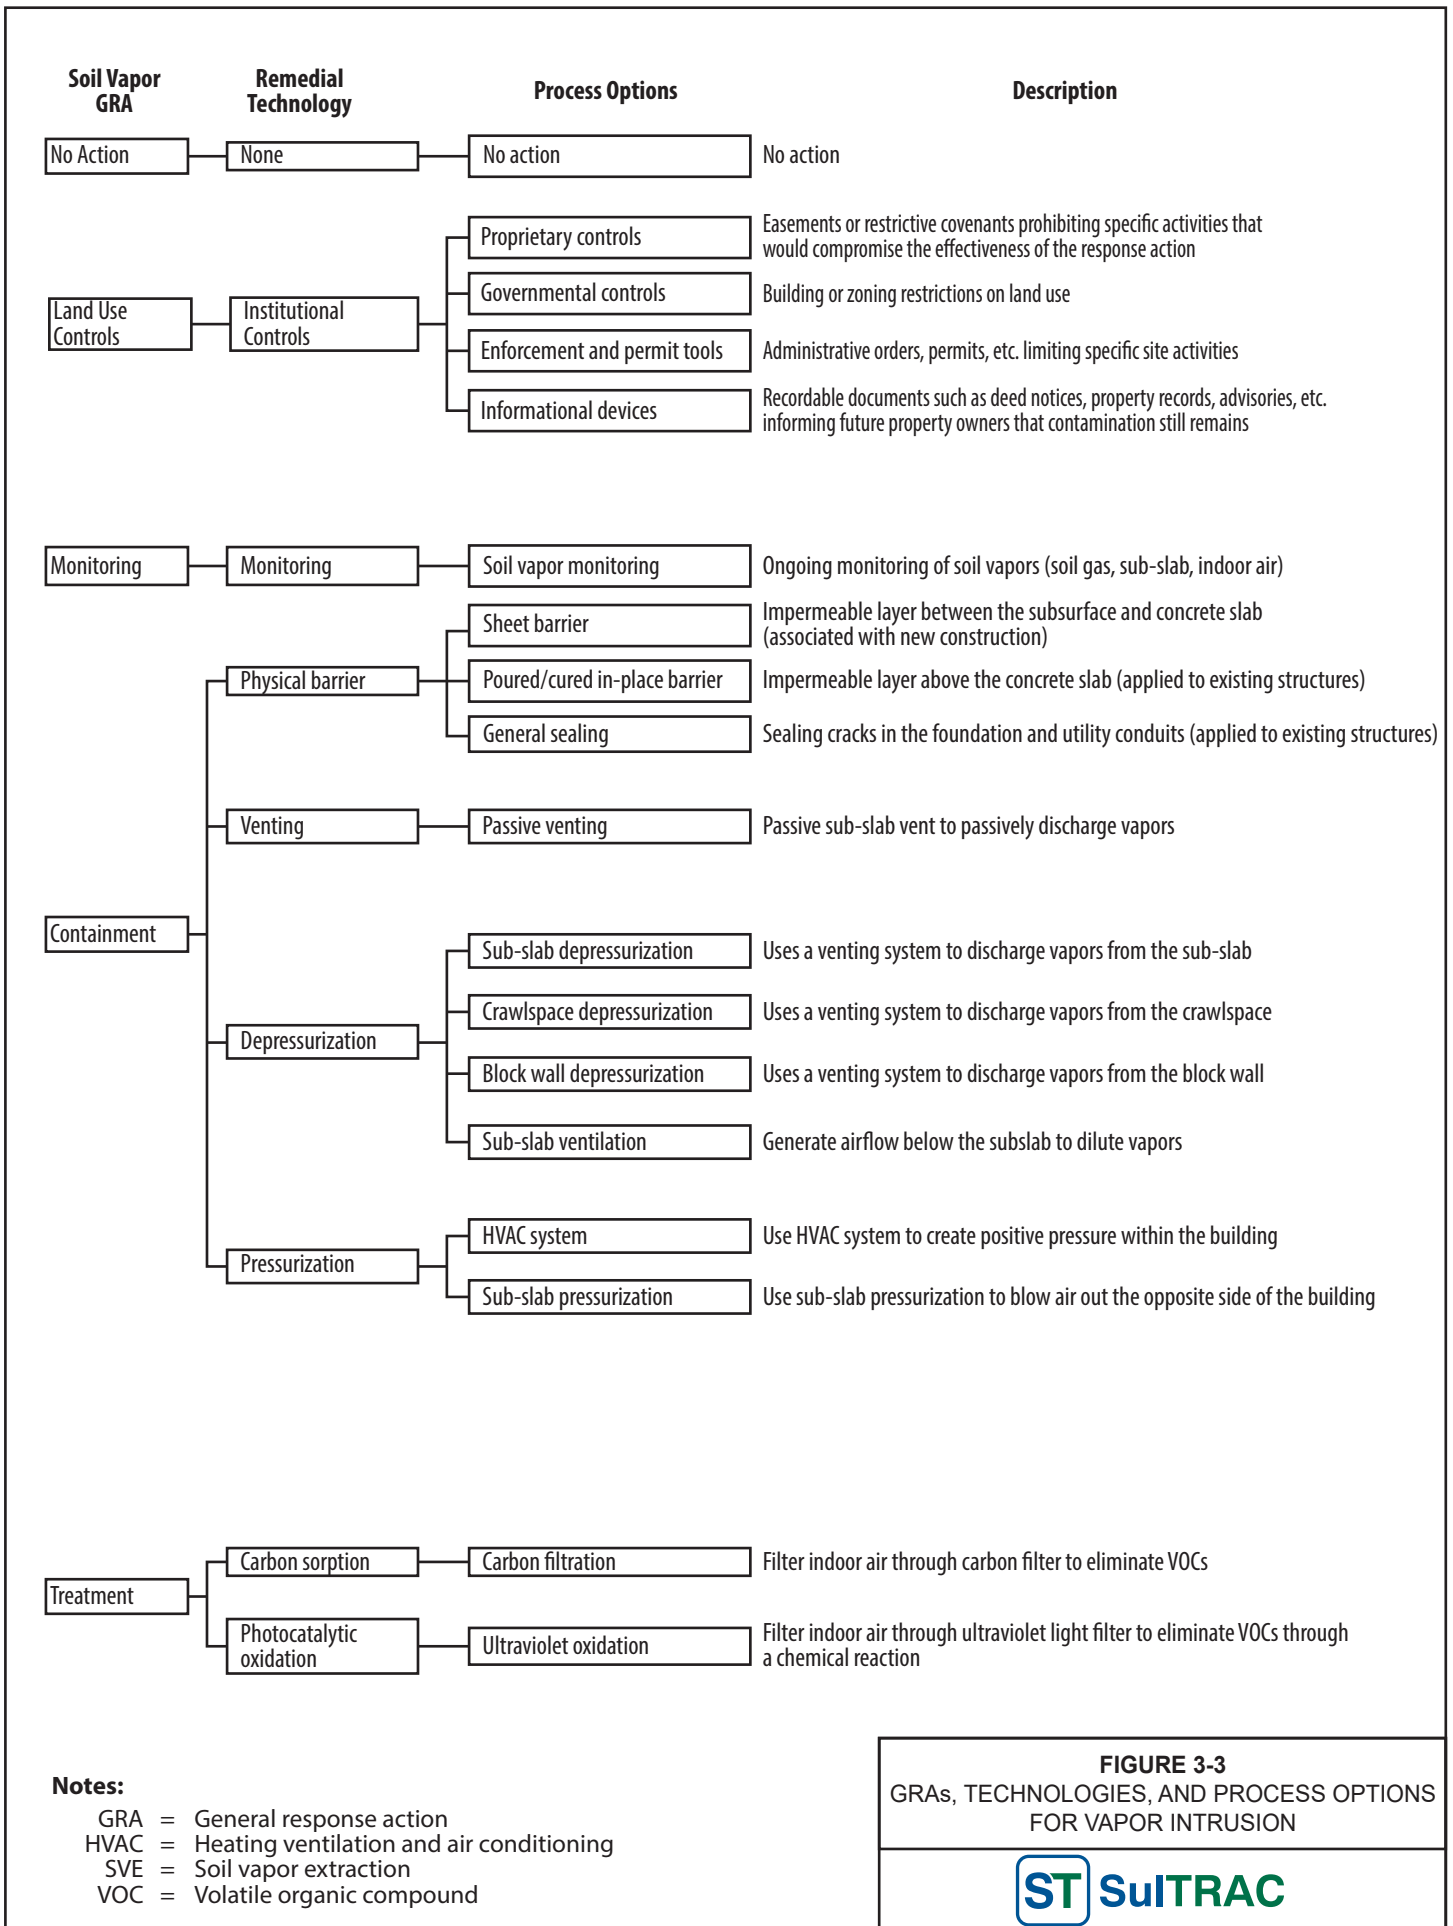 Soil Vapor
GRA
Remedial
Technology
Process Options
Description
No Action
None
No action
No action
Land Use
Controls
Institutional
Controls
Proprietary controls
Easements or restrictive covenants prohibiting specific activities that
would compromise the effectiveness of the response action
Governmental controls
Building or zoning restrictions on land use
Enforcement and permit tools
Administrative orders, permits, etc. limiting specific site activities
Informational devices
Recordable documents such as deed notices, property records, advisories, etc.
informing future property owners that contamination still remains
Monitoring
Monitoring
Soil vapor monitoring
Ongoing monitoring of soil vapors (soil gas, sub-slab, indoor air)
Containment
Physical barrier
Sheet barrier
Impermeable layer between the subsurface and concrete slab
(associated with new construction)
Poured/cured in-place barrier
Impermeable layer above the concrete slab (applied to existing structures)
General sealing
Sealing cracks in the foundation and utility conduits (applied to existing structures)
Venting
Passive venting
Passive sub-slab vent to passively discharge vapors
Depressurization
Sub-slab depressurization
Uses a venting system to discharge vapors from the sub-slab
Crawlspace depressurization
Uses a venting system to discharge vapors from the crawlspace
Block wall depressurization
Uses a venting system to discharge vapors from the block wall
Sub-slab ventilation
Generate airflow below the subslab to dilute vapors
Pressurization
HVAC system
Use HVAC system to create positive pressure within the building
Sub-slab pressurization
Use sub-slab pressurization to blow air out the opposite side of the building
Treatment
Carbon sorption
Carbon filtration
Filter indoor air through carbon filter to eliminate VOCs
Photocatalytic
oxidation
Ultraviolet oxidation
Filter indoor air through ultraviolet light filter to eliminate VOCs through
a chemical reaction
Notes:
GRA = General response action
HVAC = Heating ventilation and air conditioning
SVE = Soil vapor extraction
VOC = Volatile organic compound
FIGURE 3-3
GRAs, TECHNOLOGIES, AND PROCESS OPTIONS
FOR VAPOR INTRUSION
ST SulTRAC